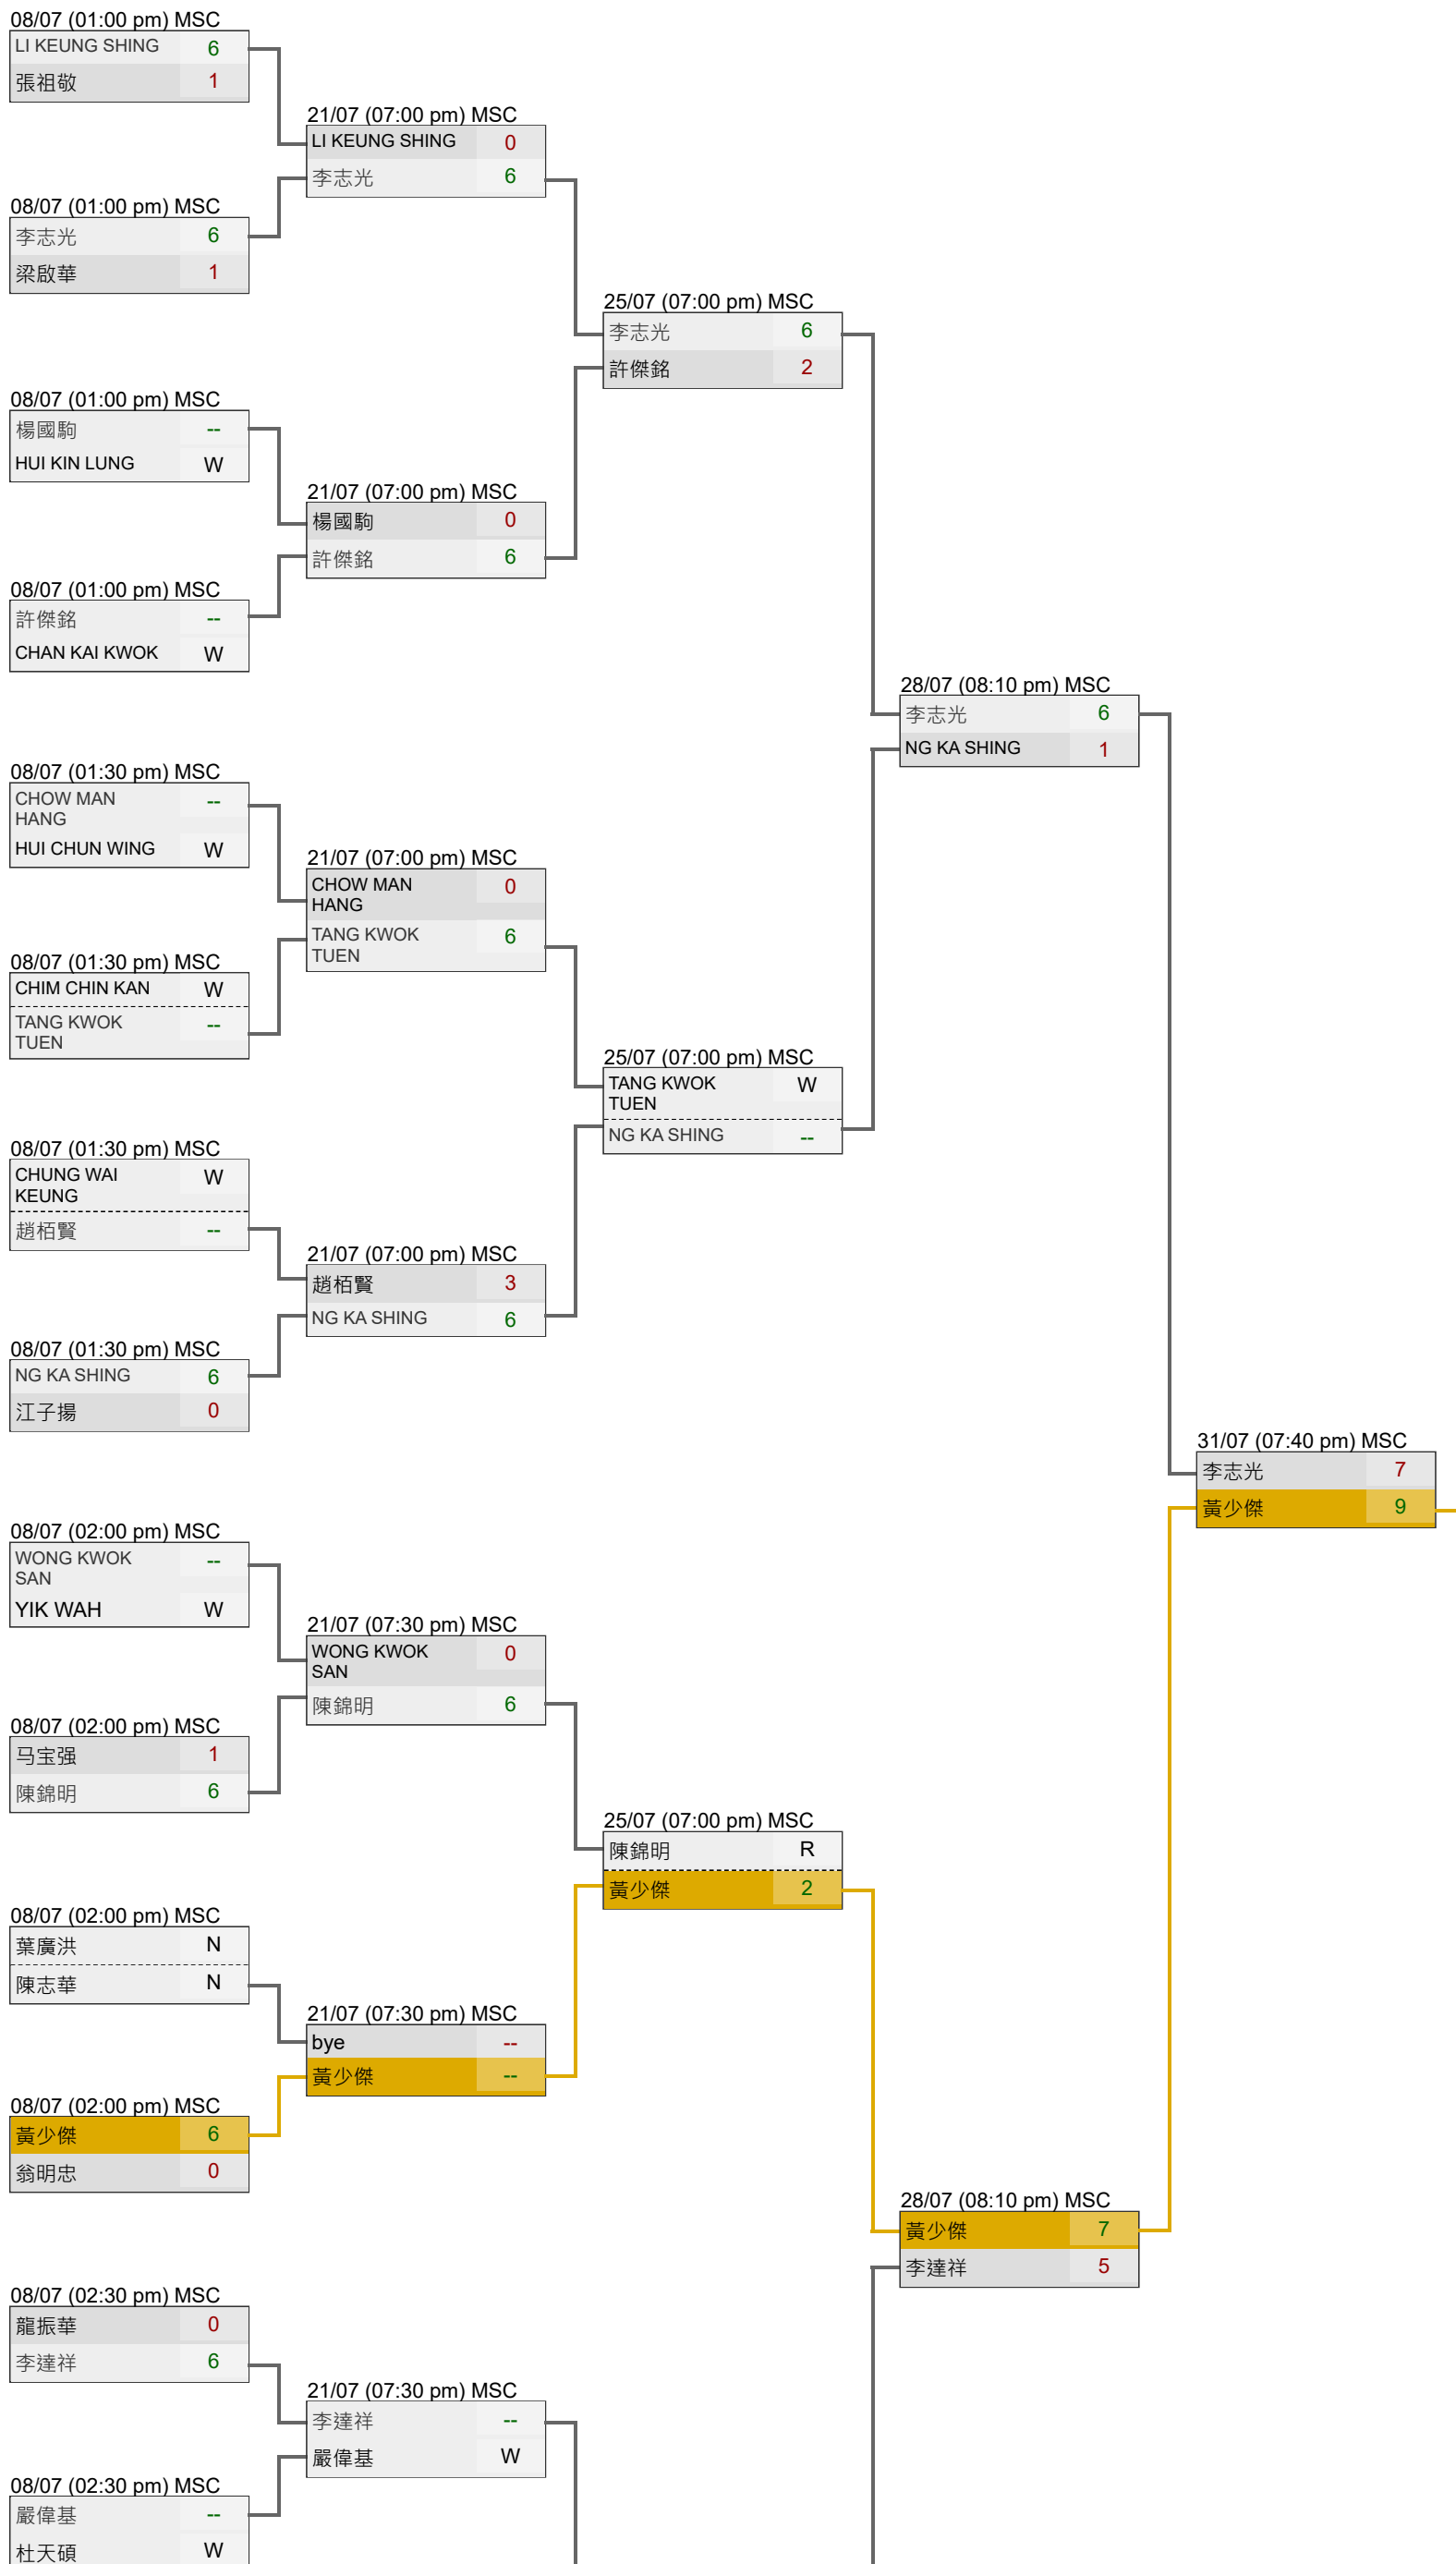 08/07 (01:00 pm) MSC
LI KEUNG SHING 6
張祖敬 1
21/07 (07:00 pm) MSC
LI KEUNG SHING 0
李志光 6
08/07 (01:00 pm) MSC
李志光 6
梁啟華 1
25/07 (07:00 pm) MSC
李志光 6
許傑銘 2
08/07 (01:00 pm) MSC
楊國駒 --
HUI KIN LUNG W
21/07 (07:00 pm) MSC
楊國駒 0
許傑銘 6
08/07 (01:00 pm) MSC
許傑銘 --
CHAN KAI KWOK W
28/07 (08:10 pm) MSC
李志光 6
NG KA SHING 1
08/07 (01:30 pm) MSC
CHOW MAN --
HANG
HUI CHUN WING W
21/07 (07:00 pm) MSC
CHOW MAN 0
HANG
TANG KWOK 6
TUEN
08/07 (01:30 pm) MSC
CHIM CHIN KAN W
TANG KWOK --
TUEN
25/07 (07:00 pm) MSC
TANG KWOK W
TUEN
NG KA SHING --
08/07 (01:30 pm) MSC
CHUNG WAI W
KEUNG
趙栢賢 --
21/07 (07:00 pm) MSC
趙栢賢 3
NG KA SHING 6
08/07 (01:30 pm) MSC
NG KA SHING 6
江子揚 0
31/07 (07:40 pm) MSC
李志光 7
黃少傑 9
08/07 (02:00 pm) MSC
WONG KWOK --
SAN
YIK WAH W
21/07 (07:30 pm) MSC
WONG KWOK 0
SAN
陳錦明 6
08/07 (02:00 pm) MSC
马宝强 1
陳錦明 6
25/07 (07:00 pm) MSC
陳錦明 R
黃少傑 2
08/07 (02:00 pm) MSC
葉廣洪 N
陳志華 N
21/07 (07:30 pm) MSC
bye --
黃少傑 --
08/07 (02:00 pm) MSC
黃少傑 6
翁明忠 0
28/07 (08:10 pm) MSC
黃少傑 7
李達祥 5
08/07 (02:30 pm) MSC
龍振華 0
李達祥 6
21/07 (07:30 pm) MSC
李達祥 --
嚴偉基 W
08/07 (02:30 pm) MSC
嚴偉基 --
杜天碩 W